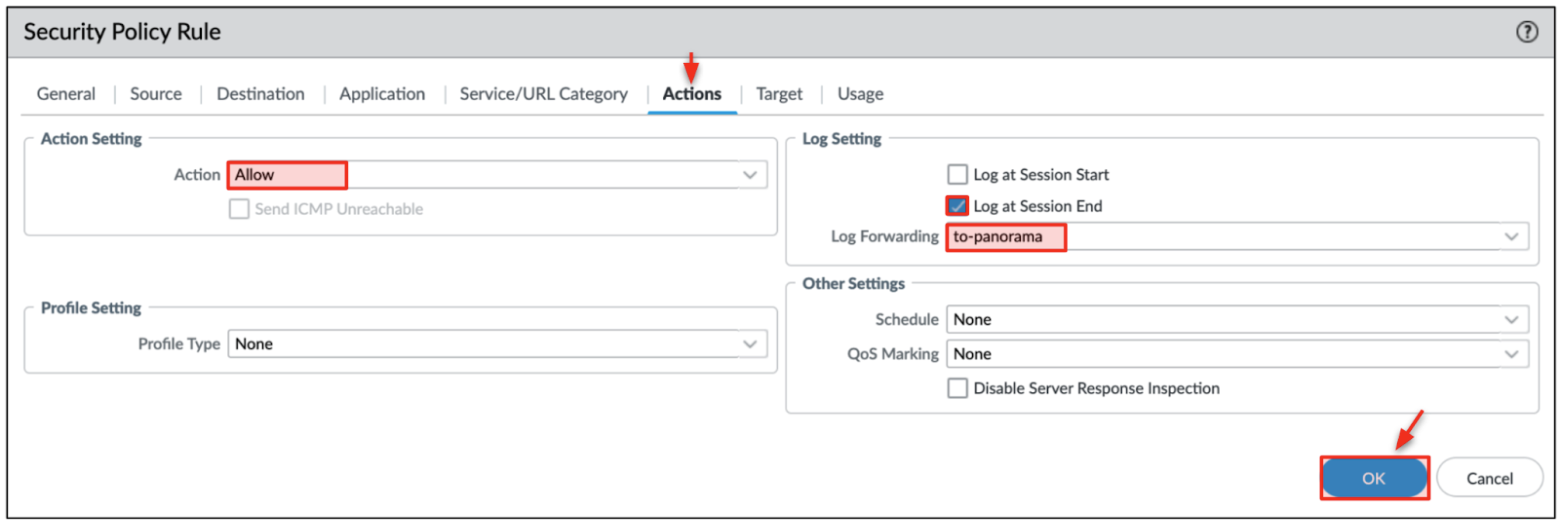 Security Policy Rule
General Source Destination Application Service/URL Category Actions Target Usage
Action Setting
Action Allow
Send ICMP Unreachable
Profile Setting
Profile Type None
Log Setting
Log at Session Start
Log at Session End
Log Forwarding to-panorama
Other Settings
Schedule None
QoS Marking None
Disable Server Response Inspection
OK Cancel